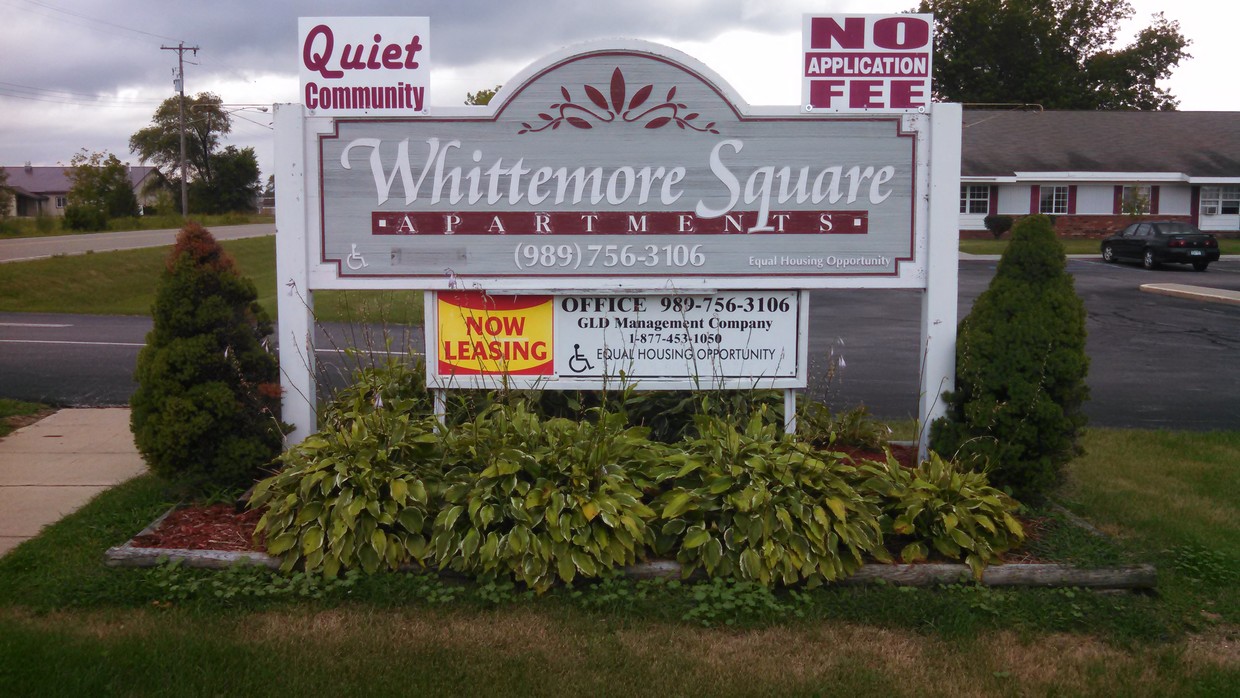 Quiet
Community
NO
APPLICATION
FEE
Whittemore Square
APARTMENTS
(989) 756-3106
Equal Housing Opportunity
NOW
LEASING
OFFICE 989-756-3106
GLD Management Company
1-877-453-1050
EQUAL HOUSING OPPORTUNITY